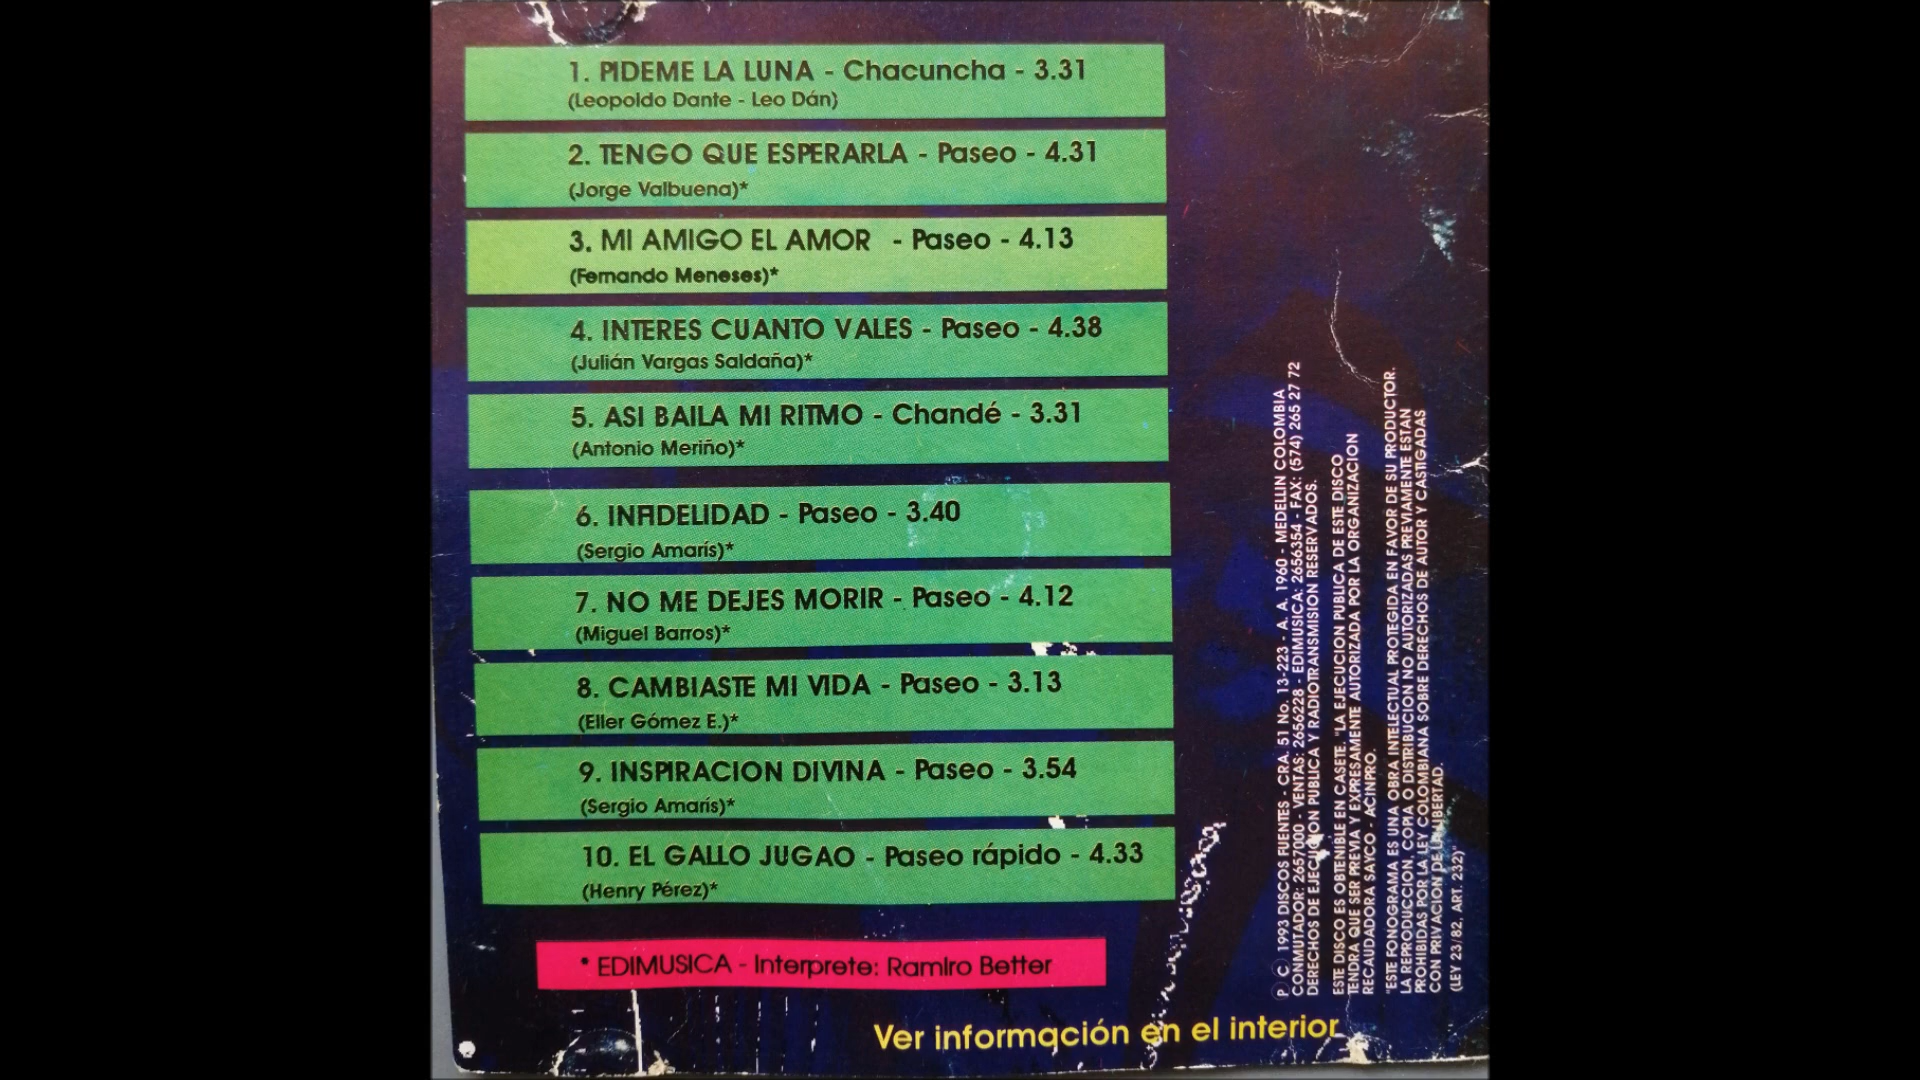 1. PIDEME LA LUNA - Chacuncha - 3.31
(Leopoldo Dante - Leo Dán)
2. TENGO QUE ESPERARLA - Paseo - 4.31
(Jorge Valbuena)*
3. MI AMIGO EL AMOR - Paseo - 4.13
(Fernando Meneses)*
4. INTERES CUANTO VALES - Paseo - 4.38
(Julián Vargas Saldaña)*
5. ASI BAILA MI RITMO - Chandé - 3.31
(Antonio Meriño)*
6. INFIDELIDAD - Paseo - 3.40
(Sergio Amarís)*
7. NO ME DEJES MORIR - Paseo - 4.12
(Miguel Barros)*
8. CAMBIASTE MI VIDA - Paseo - 3.13
(Eller Gómez E.)*
9. INSPIRACION DIVINA - Paseo - 3.54
(Sergio Amarís)*
10. EL GALLO JUGAO - Paseo rápido - 4.33
(Henry Pérez)*
* EDIMUSICA - Interprete: Ramiro Better
Ver información en el interior
P C 1993 DISCOS FUENTES - CRA. 51 No. 13-223 - A. A. 1960 - MEDELLIN COLOMBIA
CONMUTADOR: 2657000 - VENTAS: 2656228 - EDIMUSICA: 2656354 - FAX: (574) 265 27 72
DERECHOS DE EJECUCION PUBLICA Y RADIOTRANSMISION RESERVADOS.
ESTE DISCO ES OBTENIBLE EN CASETE. "LA EJECUCION PUBLICA DE ESTE DISCO
TENDRA QUE SER PREVIA Y EXPRESAMENTE AUTORIZADA POR LA ORGANIZACION
RECAUDADORA SAYCO - ACINPRO.
"ESTE FONOGRAMA ES UNA OBRA INTELECTUAL PROTEGIDA EN FAVOR DE SU PRODUCTOR.
LA REPRODUCCION, COPIA O DISTRIBUCION NO AUTORIZADAS PREVIAMENTE ESTAN
PROHIBIDAS POR LA LEY COLOMBIANA SOBRE DERECHOS DE AUTOR Y CASTIGADAS
CON PRIVACION DE LA LIBERTAD.
(LEY 23/82. ART. 232)"